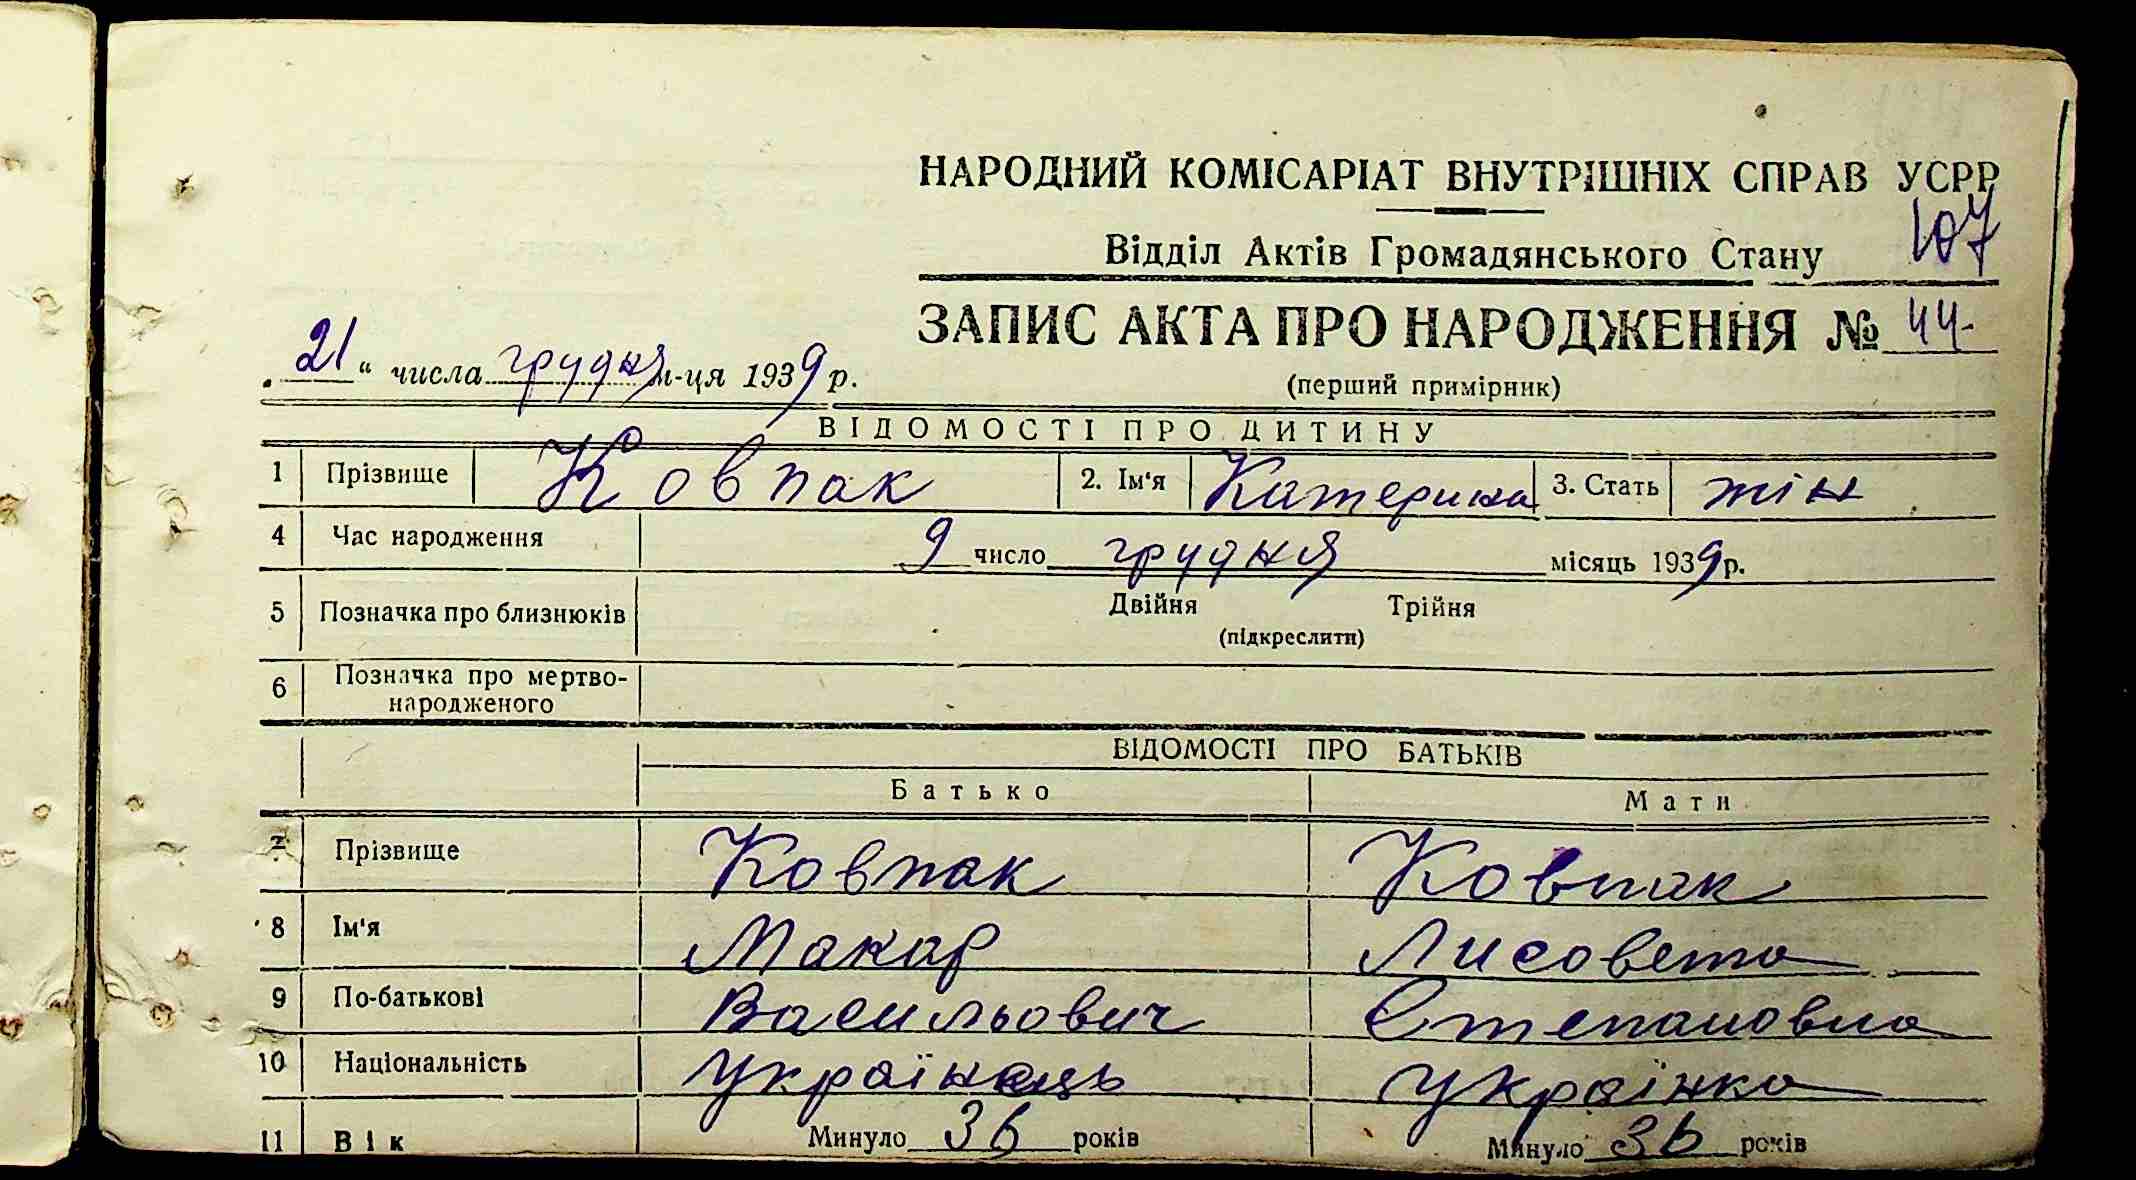 НАРОДНИЙ КОМІСАРІАТ ВНУТРІШНІХ СПРАВ УСРР
107
Відділ Актів Громадянського Стану
ЗАПИС АКТА ПРО НАРОДЖЕННЯ № 44-
„21“ числа грудня м-ця 1939 р.
(перший примірник)
ВІДОМОСТІ ПРО ДИТИНУ
1 Прізвище Ковпак 2. Ім'я Катерина 3. Стать жін
4 Час народження 9 число грудня місяць 1939 р.
5 Позначка про близнюків Двійня Трійня
(підкреслити)
6 Позначка про мертво-
народженого
ВІДОМОСТІ ПРО БАТЬКІВ
Батько Мати
7 Прізвище Ковпак Ковпак
8 Ім'я Макар Лисовета
9 По-батькові Васильович Степановна
10 Національність українець українка
11 Вік Минуло 36 років Минуло 36 років